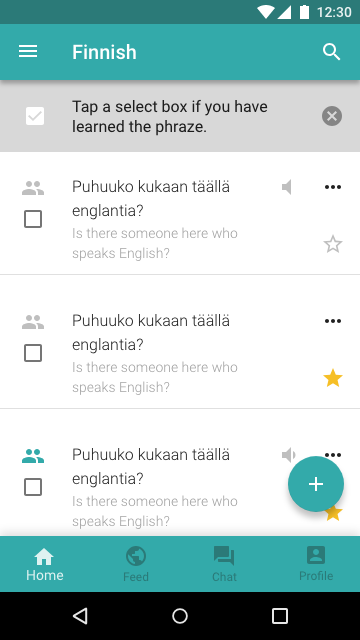 12:30
Finnish
Tap a select box if you have
learned the phraze.
Puhuuko kukaan täällä
englantia?
Is there someone here who
speaks English?
Puhuuko kukaan täällä
englantia?
Is there someone here who
speaks English?
Puhuuko kukaan täällä
englantia?
Is there someone here who
speaks English?
Home
Feed
Chat
Profile